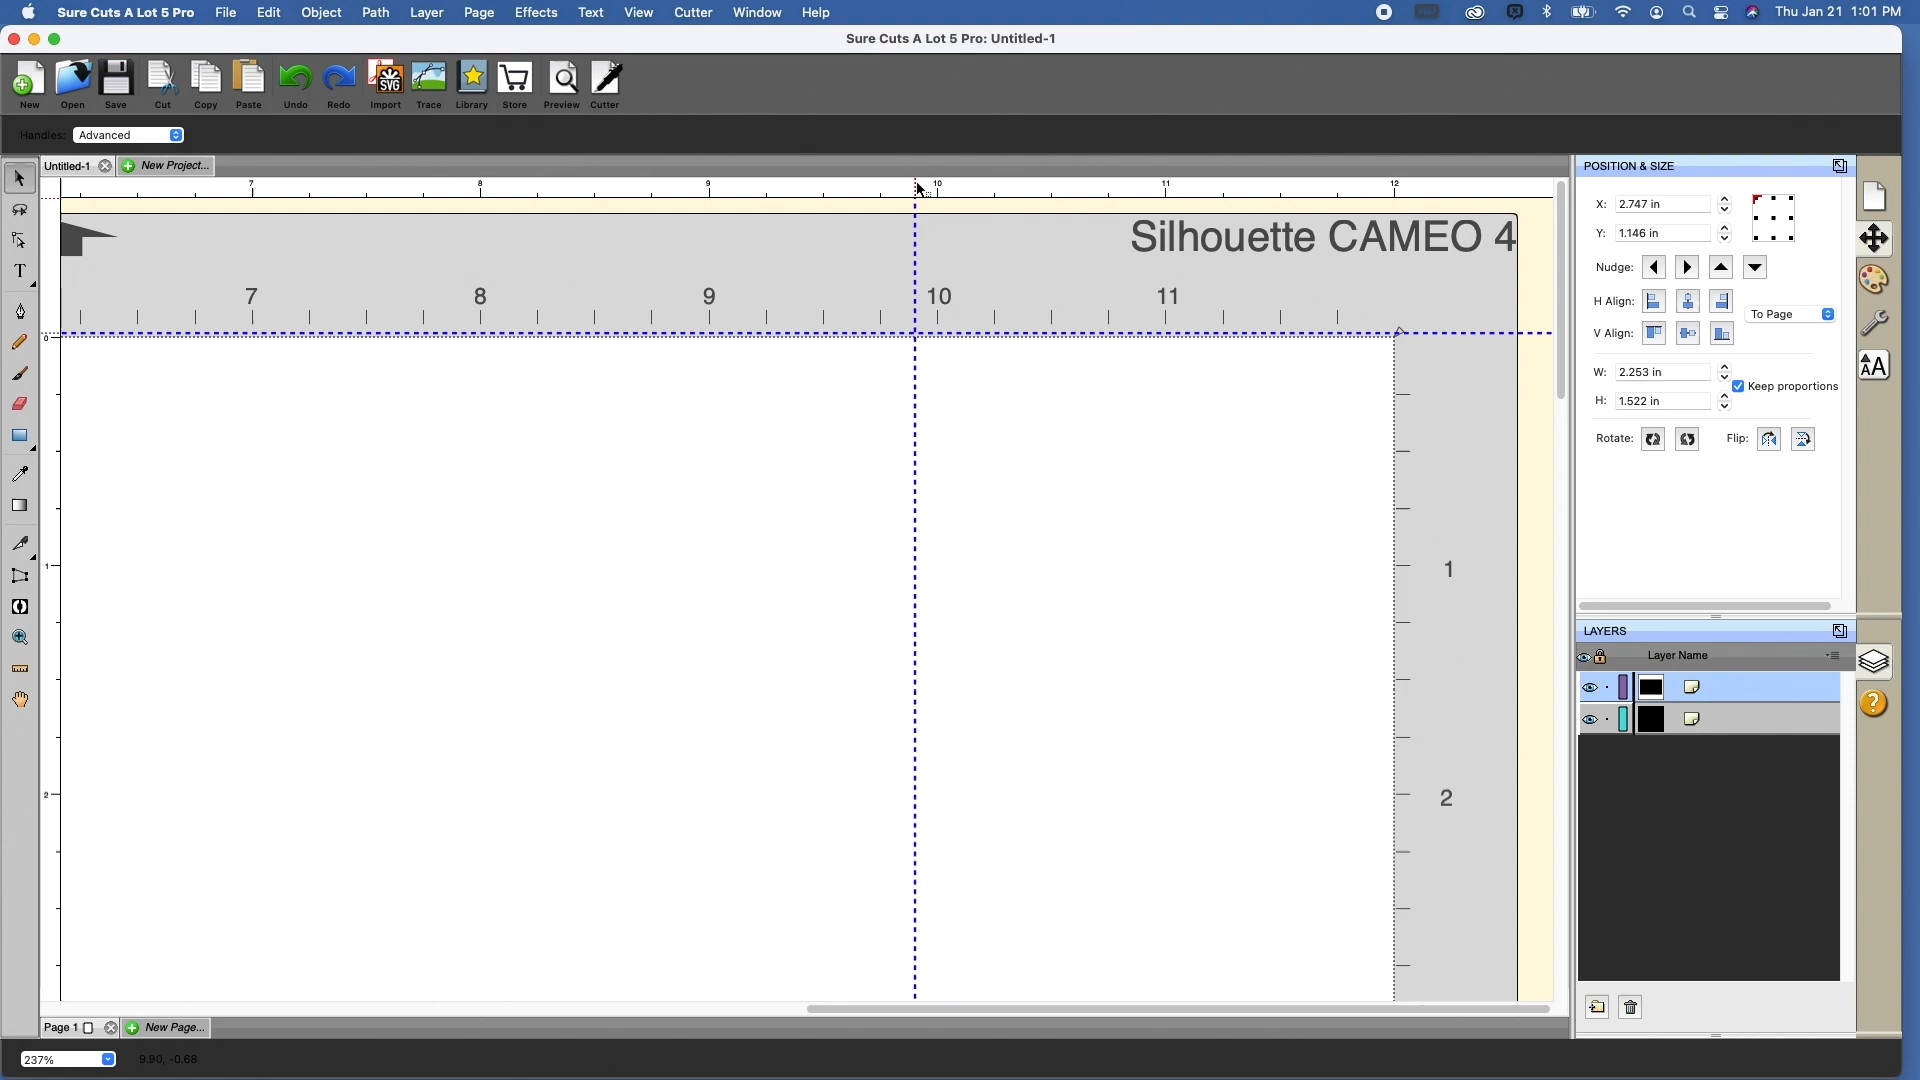 Sure Cuts A Lot 5 Pro File Edit Object Path Layer Page Effects Text View Cutter Window Help Thu Jan 21 1:01 PM
Sure Cuts A Lot 5 Pro: Untitled-1
New Open Save Cut Copy Paste Undo Redo Import Trace Library Store Preview Cutter
SVG
Handles: Advanced
Untitled-1 New Project...
7 8 9 10 11 12
Silhouette CAMEO 4
7 8 9 10 11
0
1
1
2
2
T
POSITION & SIZE
X: 2.747 in
Y: 1.146 in
Nudge:
H Align:
To Page
V Align:
W: 2.253 in
Keep proportions
H: 1.522 in
Rotate: Flip:
AA
LAYERS
Layer Name
?
Page 1 New Page...
237% 9.90, -0.68